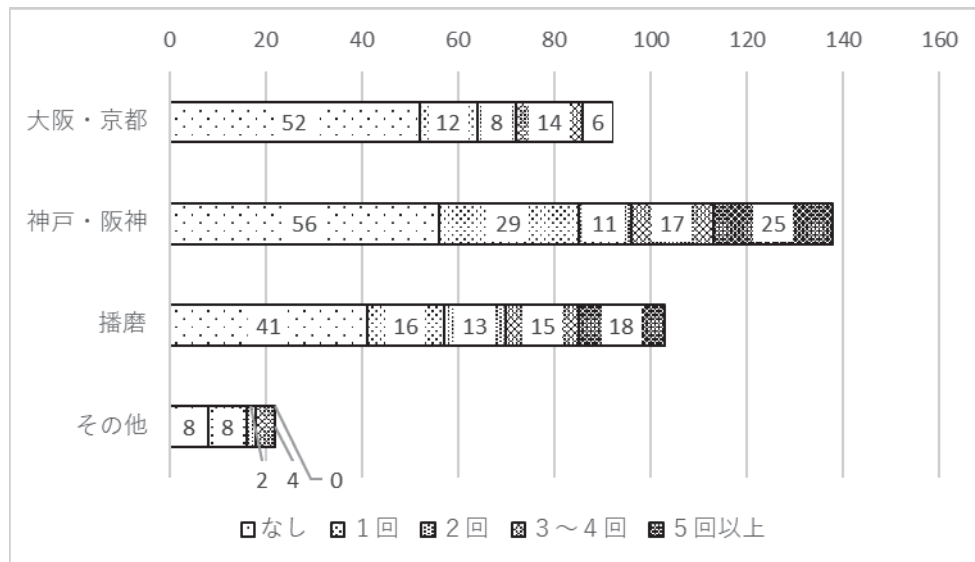 0 20 40 60 80 100 120 140 160
大阪・京都 52 12 8 14 6
神戸・阪神 56 29 11 17 25
播磨 41 16 13 15 18
その他 8 8
2 4 0
なし 1回 2回 3～4回 5回以上